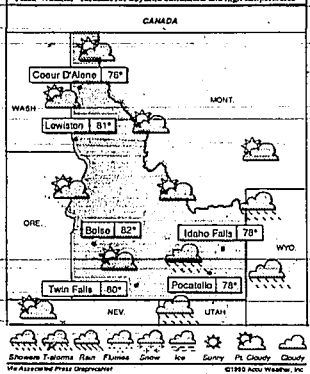 CANADA
Coeur D'Alene 76°
WASH
MONT.
Lewiston 81°
ORE.
Boise 82°
Idaho Falls 78°
WYO.
Twin Falls 80°
Pocatello 78°
NEV.
UTAH
Showers T-storms Rain Flurries Snow Ice Sunny Pt. Cloudy Cloudy
Via Associated Press GraphicsNet
©1990 Accu-Weather, Inc